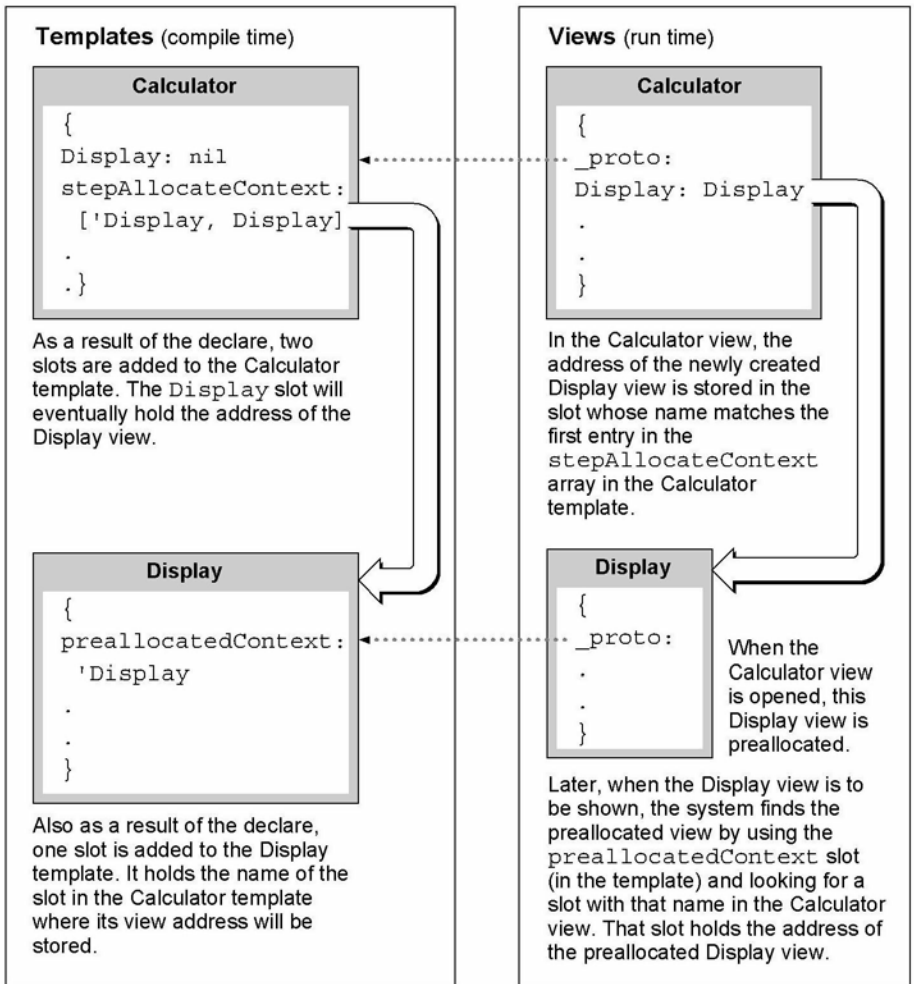 Templates (compile time)
Calculator
{
Display: nil
stepAllocateContext:
['Display, Display]
.
.}
As a result of the declare, two
slots are added to the Calculator
template. The Display slot will
eventually hold the address of the
Display view.
Display
{
preallocatedContext:
'Display
.
.
}
Also as a result of the declare,
one slot is added to the Display
template. It holds the name of the
slot in the Calculator template
where its view address will be
stored.
Views (run time)
Calculator
{
_proto:
Display: Display
.
.
}
In the Calculator view, the
address of the newly created
Display view is stored in the
slot whose name matches the
first entry in the
stepAllocateContext
array in the Calculator
template.
Display
{
_proto:
.
.
}
When the
Calculator view
is opened, this
Display view is
preallocated.
Later, when the Display view is to
be shown, the system finds the
preallocated view by using the
preallocatedContext slot
(in the template) and looking for a
slot with that name in the Calculator
view. That slot holds the address of
the preallocated Display view.